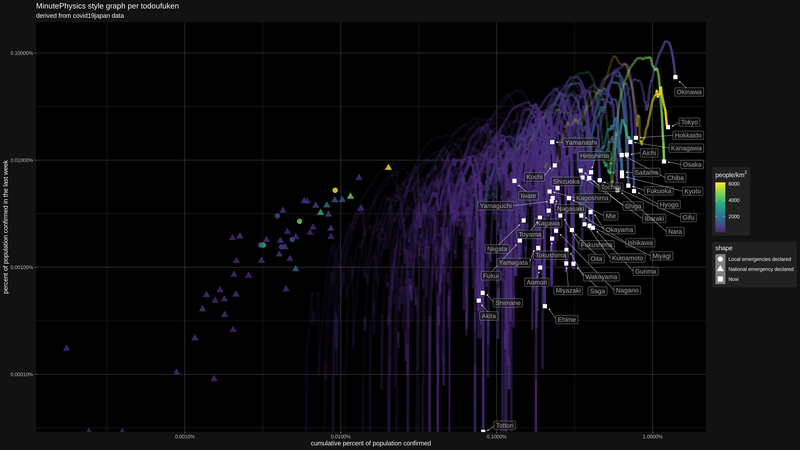 MinutePhysics style graph per todoufuken
derived from covid19japan data
percent of population confirmed in the last week
0.10000%
0.01000%
0.00100%
0.00010%
0.0010%
0.0100%
0.1000%
1.0000%
cumulative percent of population confirmed
Okinawa
Tokyo
Hokkaido
Yamanashi
Kanagawa
Hiroshima
Aichi
Osaka
Saitama
Kochi
Shizuoka
Chiba
Tochigi
Fukuoka
Kyoto
Iwate
Kagoshima
Yamaguchi
Shiga
Hyogo
Nagasaki
Mie
Ibaraki
Gifu
Kagawa
Okayama
Nara
Toyama
Fukushima
Ishikawa
Niigata
Tokushima
Oita
Kumamoto
Miyagi
Yamagata
Fukui
Gunma
Wakayama
Aomori
Miyazaki
Saga
Nagano
Shimane
Akita
Ehime
Tottori
people/km²
6000
4000
2000
shape
Local emergencies declared
National emergency declared
Now